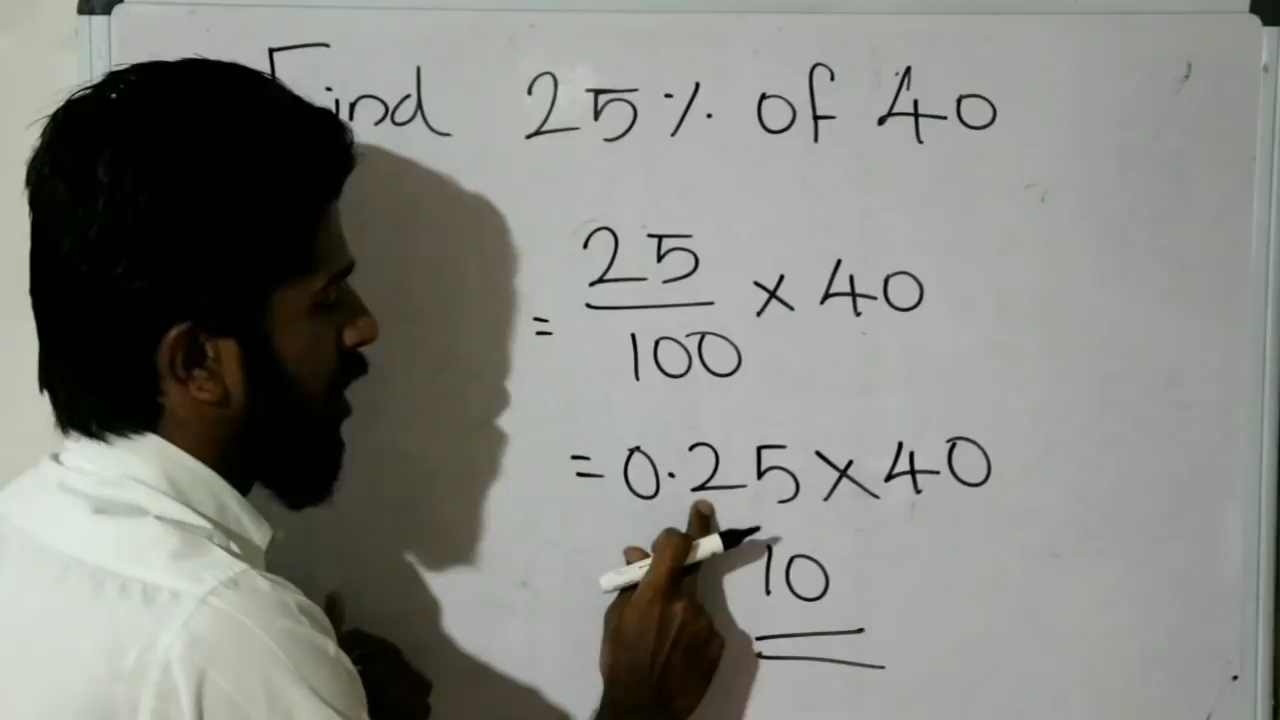 Find 25% of 40
= 25/100 × 40
= 0.25 × 40
10